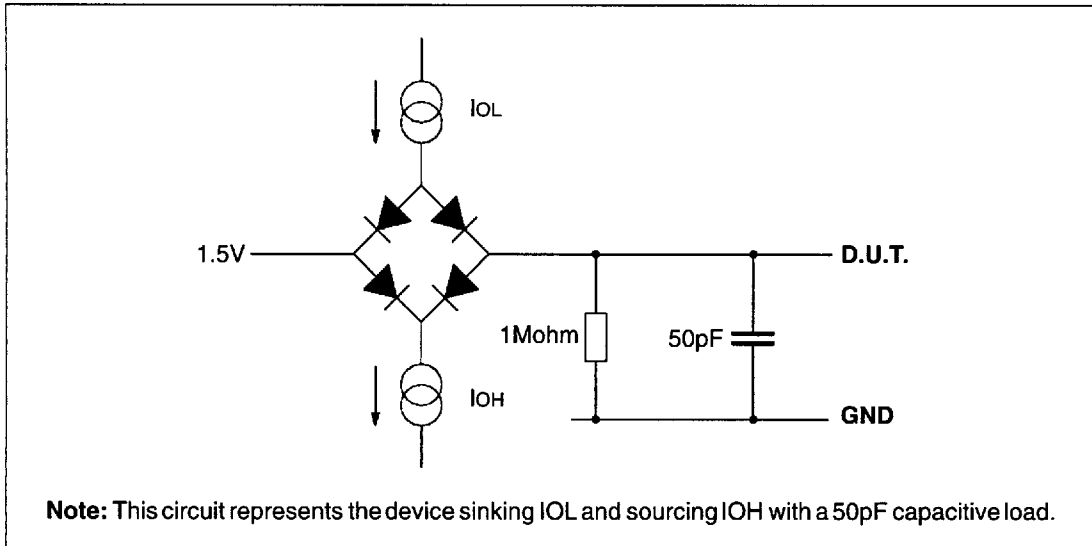 IOL
1.5V
D.U.T.
1Mohm
50pF
IOH
GND
Note: This circuit represents the device sinking IOL and sourcing IOH with a 50pF capacitive load.